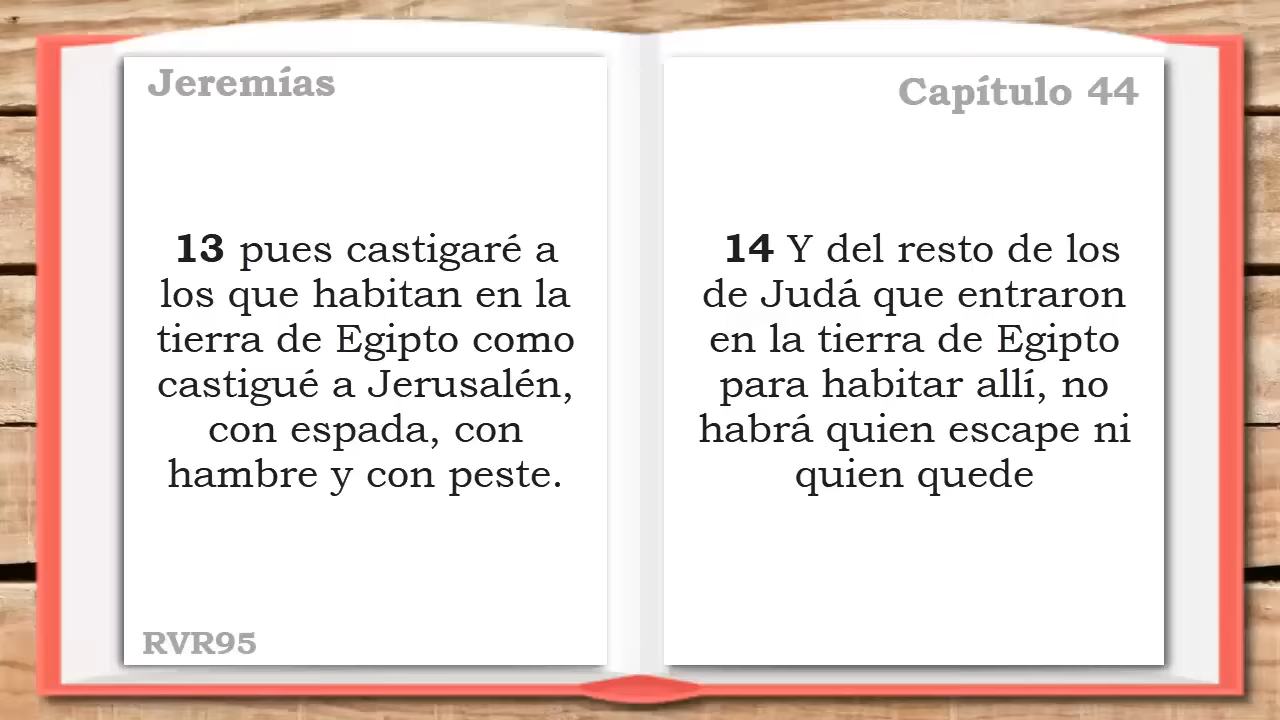 Jeremías
13 pues castigaré a
los que habitan en la
tierra de Egipto como
castigué a Jerusalén,
con espada, con
hambre y con peste.
RVR95
Capítulo 44
14 Y del resto de los
de Judá que entraron
en la tierra de Egipto
para habitar allí, no
habrá quien escape ni
quien quede